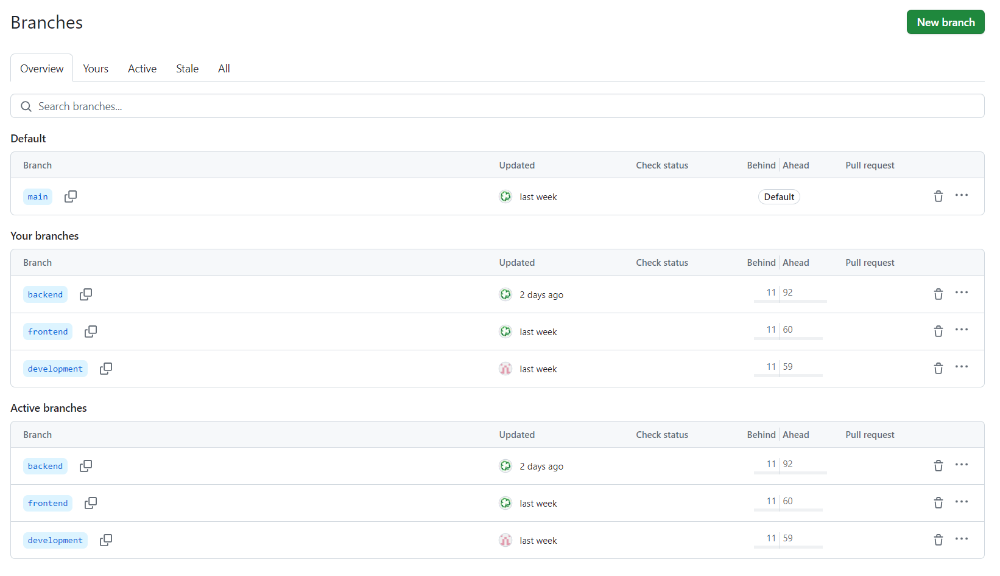 Branches
New branch
Overview Yours Active Stale All
Search branches...
Default
Branch Updated Check status Behind Ahead Pull request
main last week Default
Your branches
Branch Updated Check status Behind Ahead Pull request
backend 2 days ago 11 92
frontend last week 11 60
development last week 11 59
Active branches
Branch Updated Check status Behind Ahead Pull request
backend 2 days ago 11 92
frontend last week 11 60
development last week 11 59